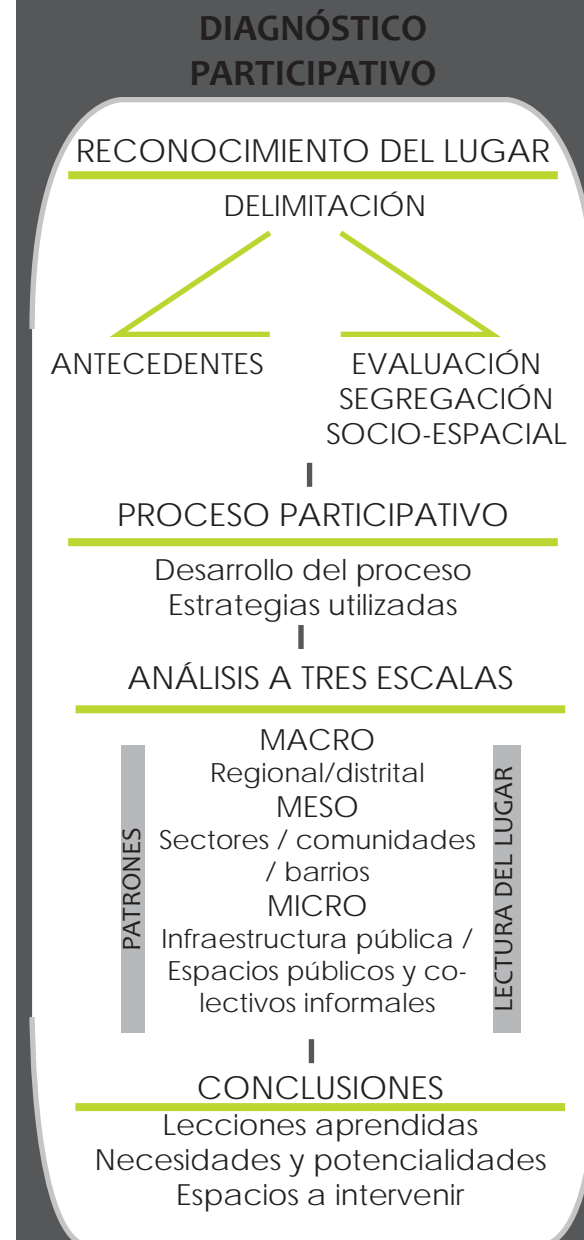 DIAGNÓSTICO
PARTICIPATIVO
RECONOCIMIENTO DEL LUGAR
DELIMITACIÓN
ANTECEDENTES
EVALUACIÓN
SEGREGACIÓN
SOCIO-ESPACIAL
PROCESO PARTICIPATIVO
Desarrollo del proceso
Estrategias utilizadas
ANÁLISIS A TRES ESCALAS
PATRONES
MACRO
Regional/distrital
MESO
Sectores / comunidades
/ barrios
MICRO
Infraestructura pública /
Espacios públicos y co-
lectivos informales
LECTURA DEL LUGAR
CONCLUSIONES
Lecciones aprendidas
Necesidades y potencialidades
Espacios a intervenir